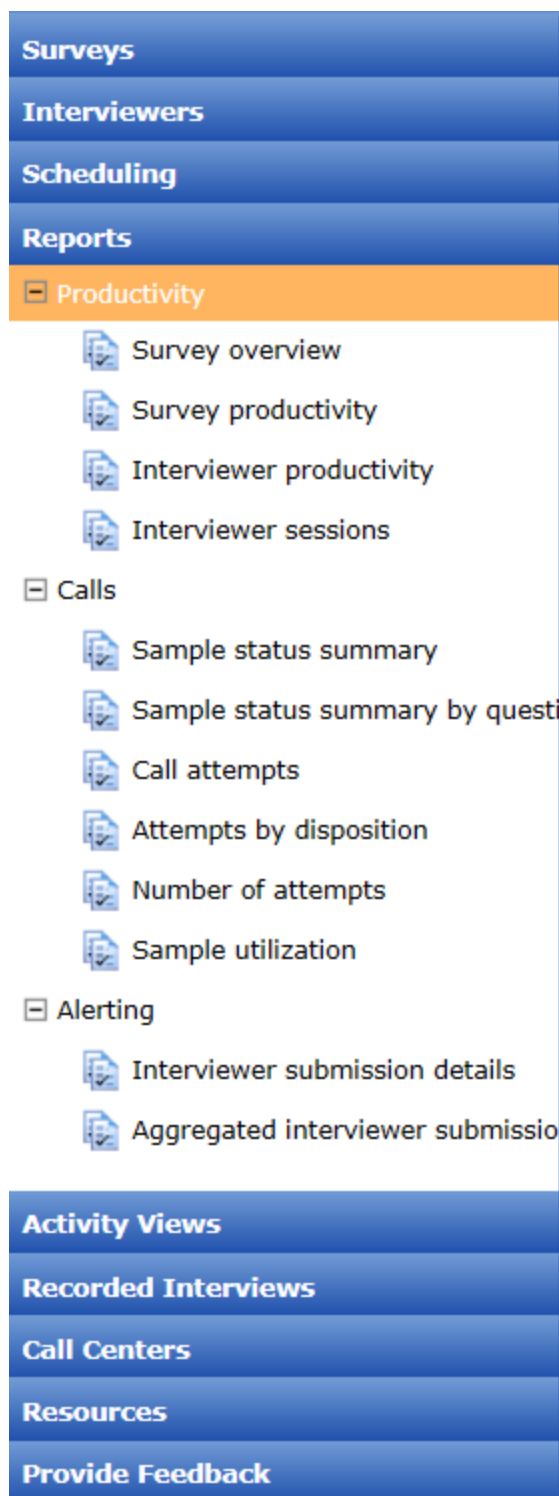 Surveys
Interviewers
Scheduling
Reports
Productivity
Survey overview
Survey productivity
Interviewer productivity
Interviewer sessions
Calls
Sample status summary
Sample status summary by questi
Call attempts
Attempts by disposition
Number of attempts
Sample utilization
Alerting
Interviewer submission details
Aggregated interviewer submissio
Activity Views
Recorded Interviews
Call Centers
Resources
Provide Feedback